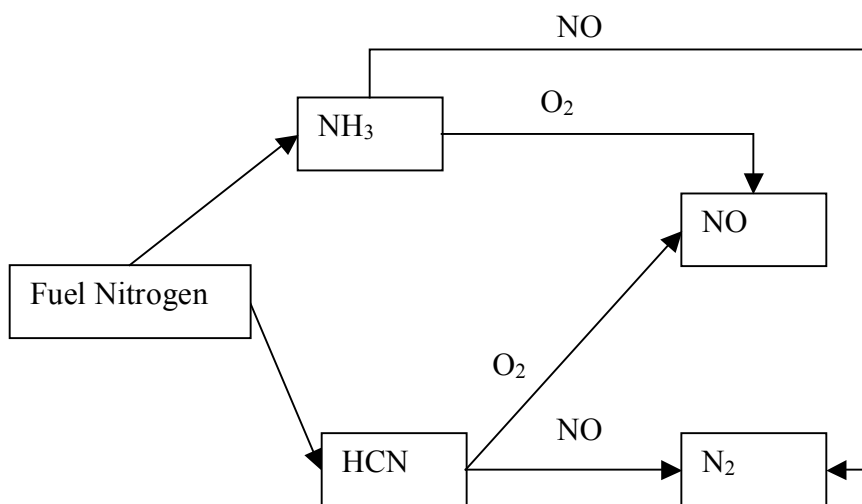 NO
O₂
NH₃
NO
Fuel Nitrogen
O₂
NO
HCN
N₂